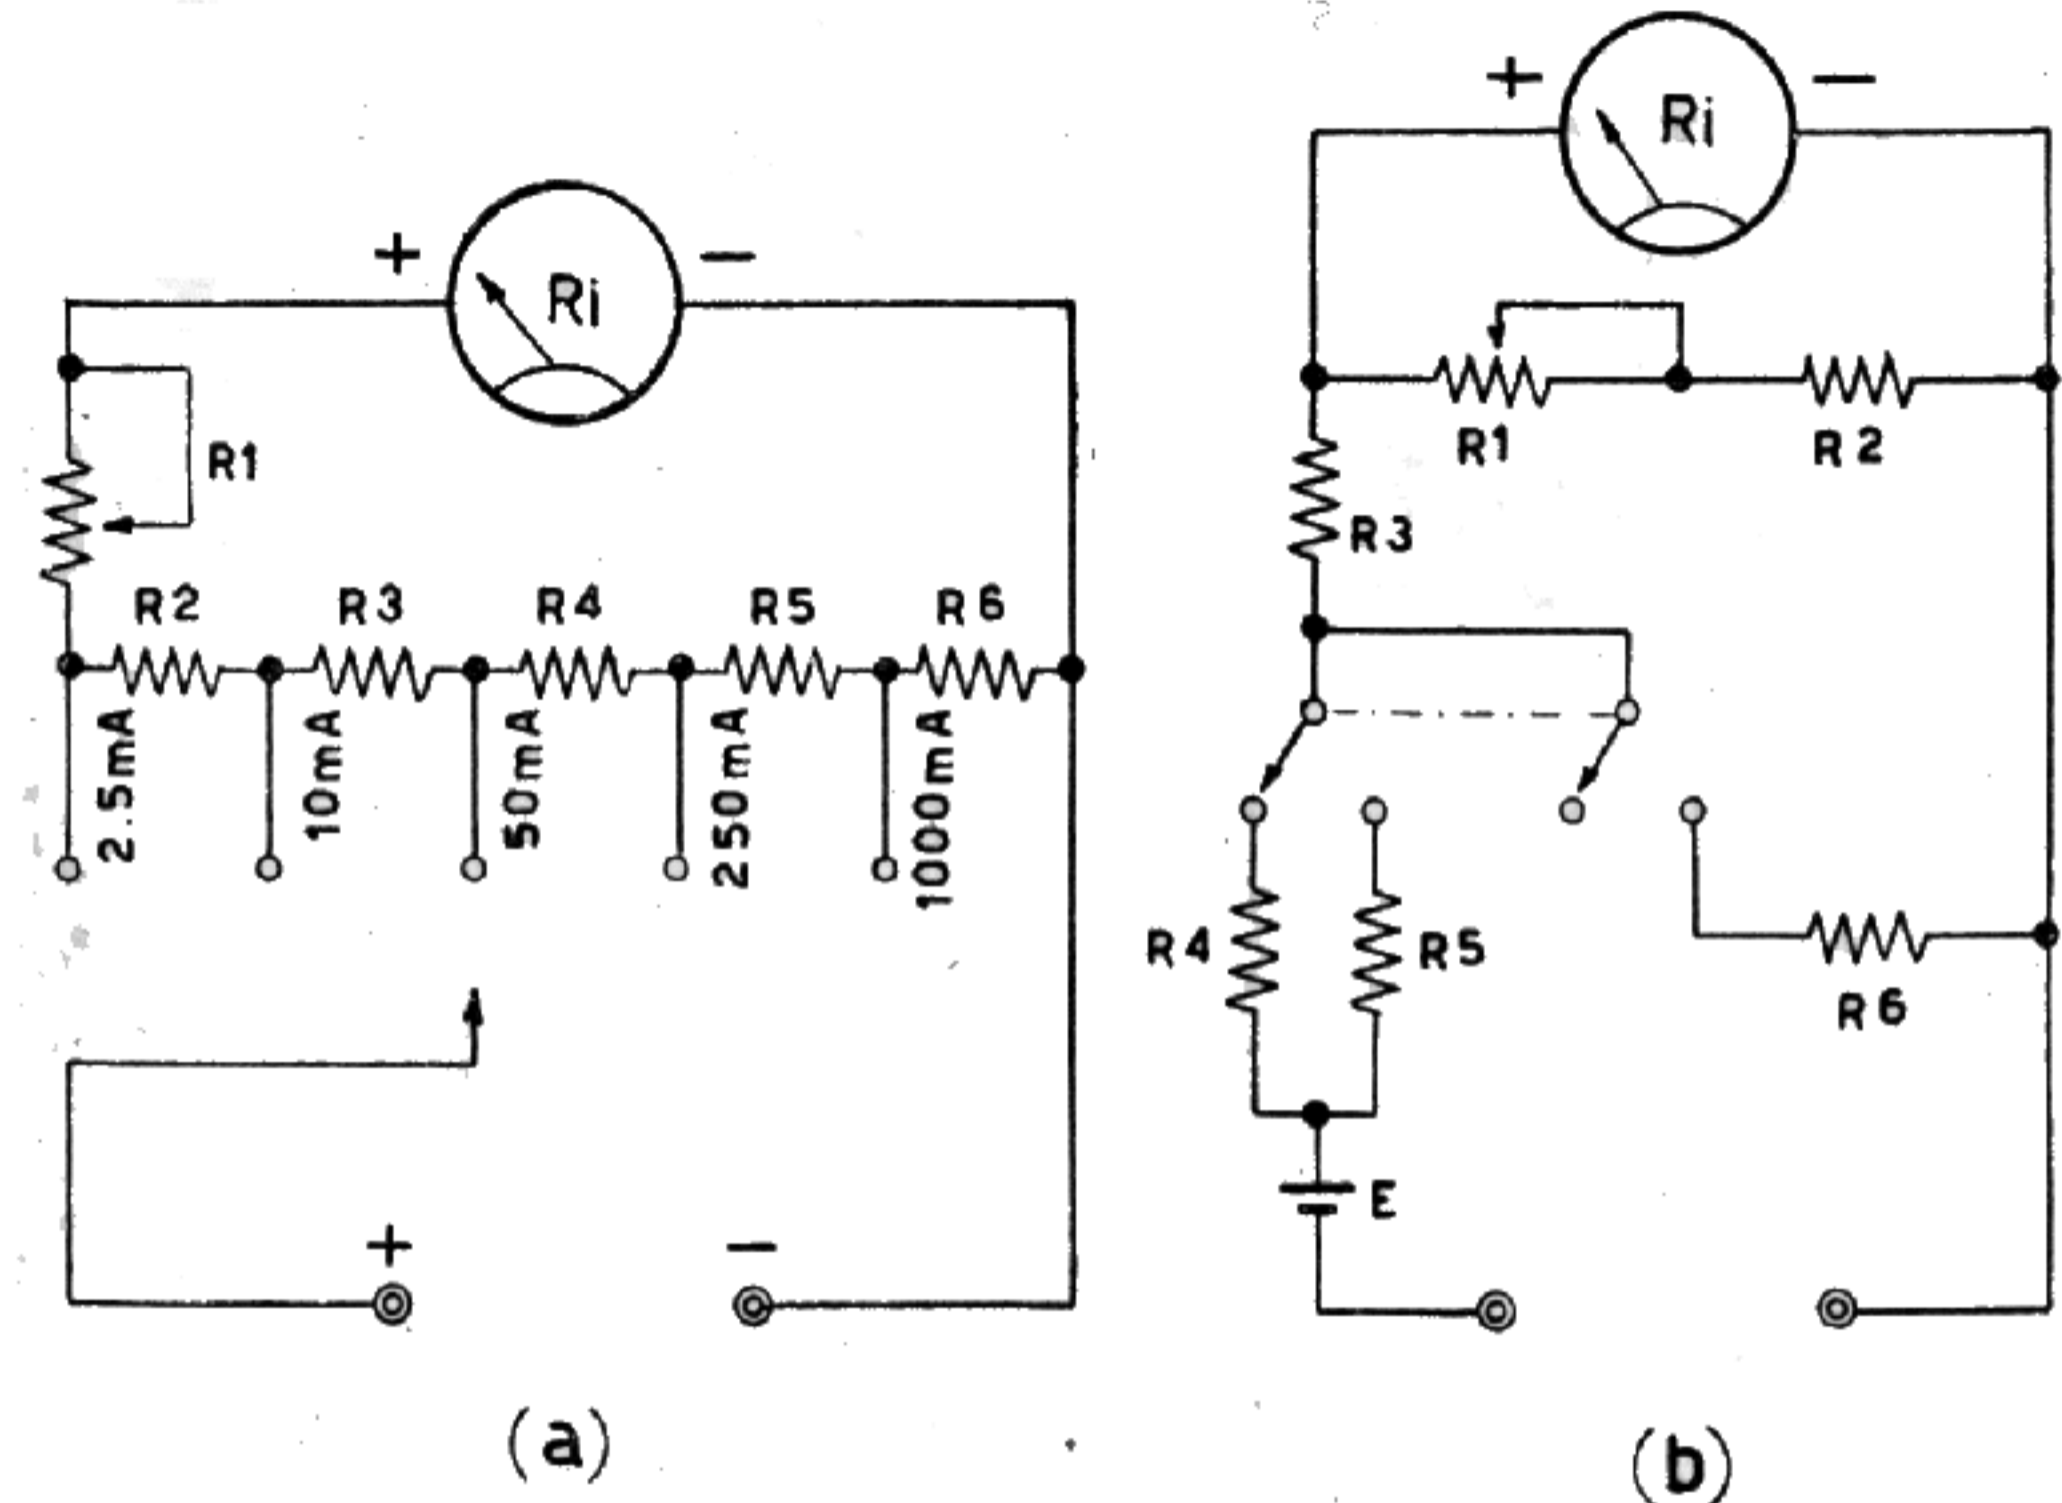 + Ri −
R1
R2 R3 R4 R5 R6
2.5mA 10mA 50mA 250mA 1000mA
+ −
(a)
+ Ri −
R1 R2
R3
R4 R5
R6
E
(b)